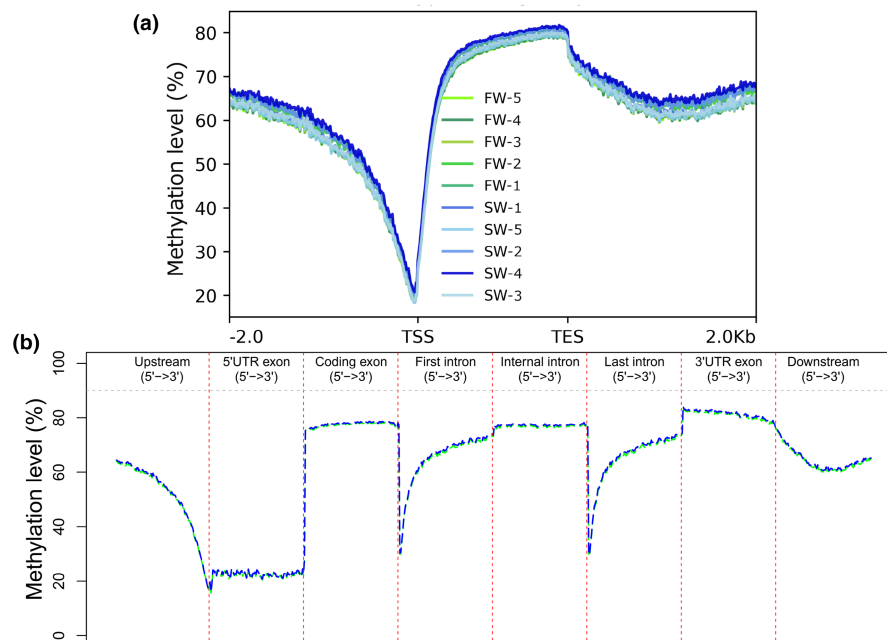 (a)
Methylation level (%)
80
70
60
50
40
30
20
FW-5
FW-4
FW-3
FW-2
FW-1
SW-1
SW-5
SW-2
SW-4
SW-3
-2.0 TSS TES 2.0Kb
(b)
Methylation level (%)
100
80
60
40
20
0
Upstream 5'UTR exon Coding exon First intron Internal intron Last intron 3'UTR exon Downstream
(5'->3') (5'->3') (5'->3') (5'->3') (5'->3') (5'->3') (5'->3') (5'->3')